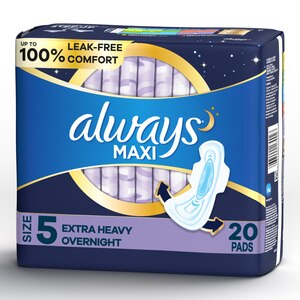 UP TO
100% LEAK-FREE
COMFORT
always
MAXI
SIZE 5 EXTRA HEAVY
OVERNIGHT
20
PADS